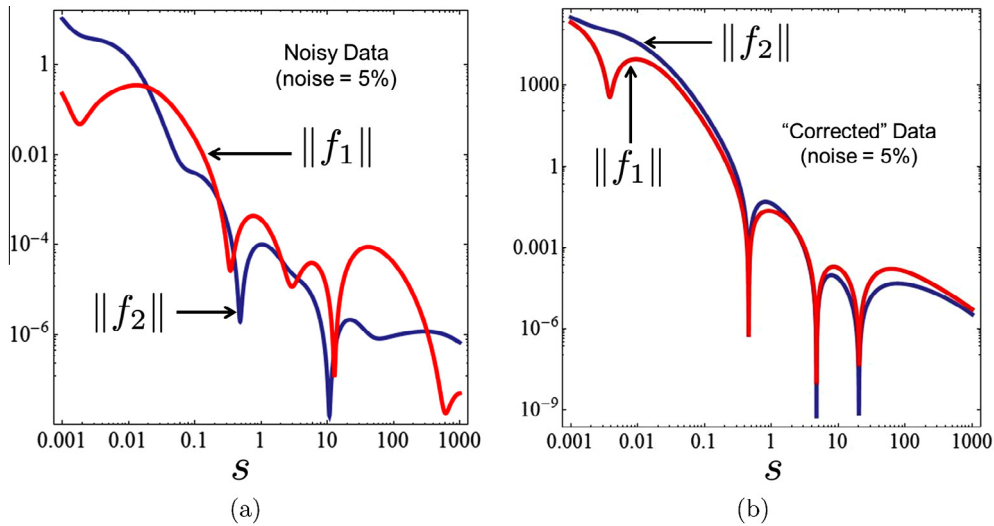 Noisy Data
(noise = 5%)
1
0.01
10⁻⁴
10⁻⁶
‖f₁‖
‖f₂‖
0.001 0.01 0.1 1 10 100 1000
s
(a)
‖f₂‖
‖f₁‖
“Corrected” Data
(noise = 5%)
1000
1
0.001
10⁻⁶
10⁻⁹
0.001 0.01 0.1 1 10 100 1000
s
(b)